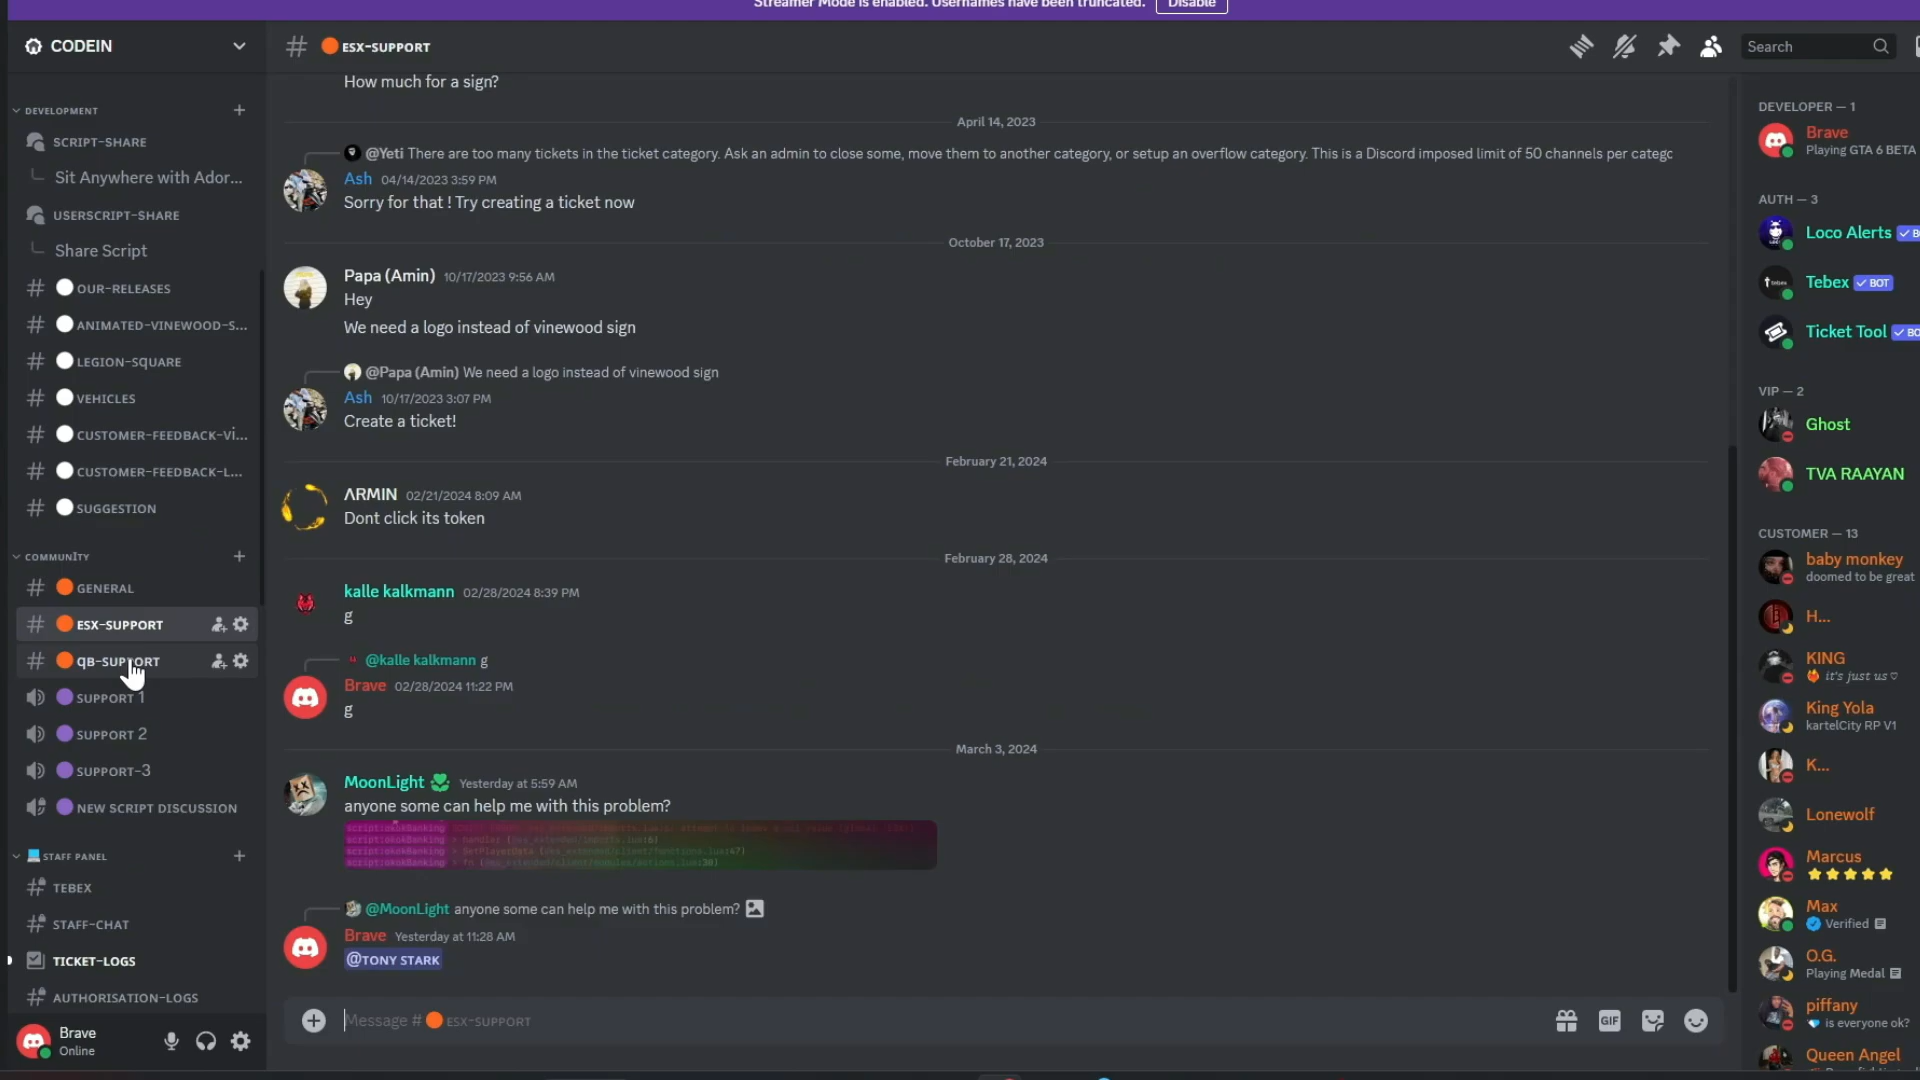 Streamer Mode is enabled. Usernames have been truncated. Disable
CODEIN
DEVELOPMENT
SCRIPT-SHARE
Sit Anywhere with Ador...
USERSCRIPT-SHARE
Share Script
OUR-RELEASES
ANIMATED-VINEWOOD-S...
LEGION-SQUARE
VEHICLES
CUSTOMER-FEEDBACK-VI...
CUSTOMER-FEEDBACK-L...
SUGGESTION
COMMUNITY
GENERAL
ESX-SUPPORT
QB-SUPPORT
SUPPORT 1
SUPPORT 2
SUPPORT-3
NEW SCRIPT DISCUSSION
STAFF PANEL
TEBEX
STAFF-CHAT
TICKET-LOGS
AUTHORISATION-LOGS
Brave
Online
# ESX-SUPPORT
How much for a sign?
April 14, 2023
@Yeti There are too many tickets in the ticket category. Ask an admin to close some, move them to another category, or setup an overflow category. This is a Discord imposed limit of 50 channels per catego
Ash 04/14/2023 3:59 PM
Sorry for that ! Try creating a ticket now
October 17, 2023
Papa (Amin) 10/17/2023 9:56 AM
Hey
We need a logo instead of vinewood sign
@Papa (Amin) We need a logo instead of vinewood sign
Ash 10/17/2023 3:07 PM
Create a ticket!
February 21, 2024
ΛRMIN 02/21/2024 8:09 AM
Dont click its token
February 28, 2024
kalle kalkmann 02/28/2024 8:39 PM
g
@kalle kalkmann g
Brave 02/28/2024 11:22 PM
g
March 3, 2024
MoonLight Yesterday at 5:59 AM
anyone some can help me with this problem?
@MoonLight anyone some can help me with this problem?
Brave Yesterday at 11:28 AM
@TONY STARK
Message # ESX-SUPPORT
GIF
Search
DEVELOPER — 1
Brave
Playing GTA 6 BETA
AUTH — 3
Loco Alerts
Tebex BOT
Ticket Tool
VIP — 2
Ghost
TVA RAAYAN
CUSTOMER — 13
baby monkey
doomed to be great
H...
KING
it's just us ♡
King Yola
kartelCity RP V1
K...
Lonewolf
Marcus
Max
Verified
O.G.
Playing Medal
piffany
is everyone ok?
Queen Angel